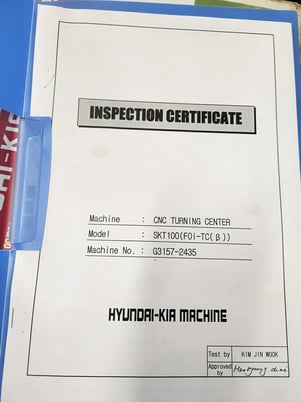 INSPECTION CERTIFICATE
Machine : CNC TURNING CENTER
Model : SKT100(F0i-TC(β))
Machine No. : G3157-2435
HYUNDAI-KIA MACHINE
Test by KIM JIN WOOK
Approved by